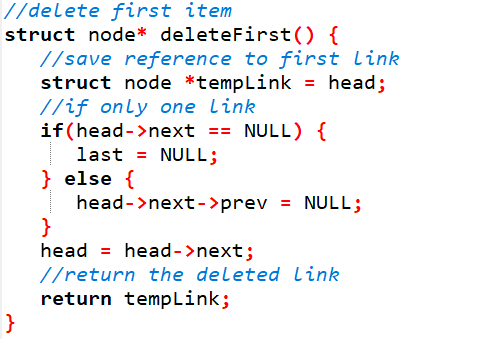 //delete first item
struct node* deleteFirst() {
//save reference to first link
struct node *tempLink = head;
//if only one link
if(head->next == NULL) {
last = NULL;
} else {
head->next->prev = NULL;
}
head = head->next;
//return the deleted link
return tempLink;
}